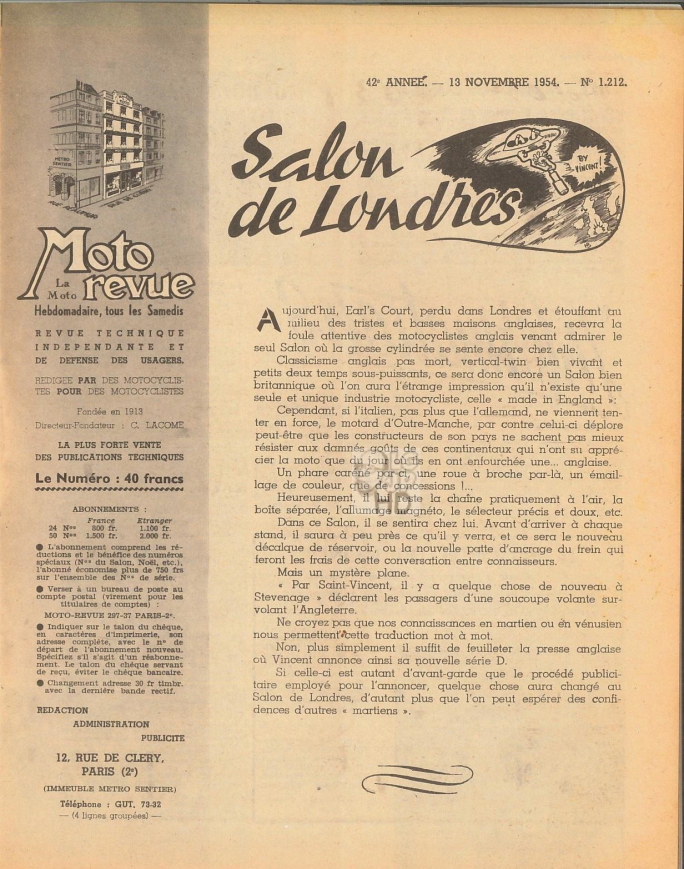 42e ANNEE. — 13 NOVEMBRE 1954. — No 1.212.
Salon
de Londres
BY
VINCENT!
METRO
SENTIER
RUE REAUMUR
RUE DE CLERY
Moto
La
Moto revue
Hebdomadaire, tous les Samedis
REVUE TECHNIQUE
INDEPENDANTE ET
DE DEFENSE DES USAGERS.
REDIGEE PAR DES MOTOCYCLIS-
TES POUR DES MOTOCYCLISTES
Fondée en 1913
Directeur-Fondateur : C. LACOME
LA PLUS FORTE VENTE
DES PUBLICATIONS TECHNIQUES
Le Numéro : 40 francs
ABONNEMENTS :
France Etranger
24 Nos 800 fr. 1.100 fr.
50 Nos 1.500 fr. 2.000 fr.
● L'abonnement comprend les ré-
ductions et le bénéfice des numéros
spéciaux (Nos du Salon, Noël, etc.),
l'abonné économise plus de 750 frs
sur l'ensemble des Nos de série.
● Verser à un bureau de poste au
compte postal (virement pour les
titulaires de comptes) :
MOTO-REVUE 297-37 PARIS-2e.
● Indiquer sur le talon du chèque,
en caractères d'imprimerie, son
adresse complète, avec le no de
départ de l'abonnement nouveau.
Spécifiez s'il s'agit d'un réabonne-
ment. Le talon du chèque servant
de reçu, éviter le chèque bancaire.
● Changement adresse 30 fr timbr.
avec la dernière bande rectif.
REDACTION
ADMINISTRATION
PUBLICITE
12, RUE DE CLERY,
PARIS (2e)
(IMMEUBLE METRO SENTIER)
Téléphone : GUT. 73-32
— (4 lignes groupées) —
Aujourd'hui, Earl's Court, perdu dans Londres et étouffant au
milieu des tristes et basses maisons anglaises, recevra la
foule attentive des motocyclistes anglais venant admirer le
seul Salon où la grosse cylindrée se sente encore chez elle.
Classicisme anglais pas mort, vertical-twin bien vivant et
petits deux temps sous-puissants, ce sera donc encore un Salon bien
britannique où l'on aura l'étrange impression qu'il n'existe qu'une
seule et unique industrie motocycliste, celle « made in England »;
Cependant, si l'italien, pas plus que l'allemand, ne viennent ten-
ter en force, le motard d'Outre-Manche, par contre celui-ci déplore
peut-être que les constructeurs de son pays ne sachent pas mieux
résister aux damnés goûts de ces continentaux qui n'ont su appré-
cier la moto que du jour où ils en ont enfourché une... anglaise.
Un phare caréné par-ci, une roue à broche par-là, un émail-
lage de couleur, que de concessions !...
Heureusement, il lui reste la chaîne pratiquement à l'air, la
boîte séparée, l'allumage magnéto, le sélecteur précis et doux, etc.
Dans ce Salon, il se sentira chez lui. Avant d'arriver à chaque
stand, il saura à peu près ce qu'il y verra, et ce sera le nouveau
décalque de réservoir, ou la nouvelle patte d'ancrage du frein qui
feront les frais de cette conversation entre connaisseurs.
Mais un mystère plane.
« Par Saint-Vincent, il y a quelque chose de nouveau à
Stevenage » déclarent les passagers d'une soucoupe volante sur-
volant l'Angleterre.
Ne croyez pas que nos connaissances en martien ou en vénusien
nous permettent cette traduction mot à mot.
Non, plus simplement il suffit de feuilleter la presse anglaise
où Vincent annonce ainsi sa nouvelle série D.
Si celle-ci est autant d'avant-garde que le procédé publici-
taire employé pour l'annoncer, quelque chose aura changé au
Salon de Londres, d'autant plus que l'on peut espérer des confi-
dences d'autres « martiens ».